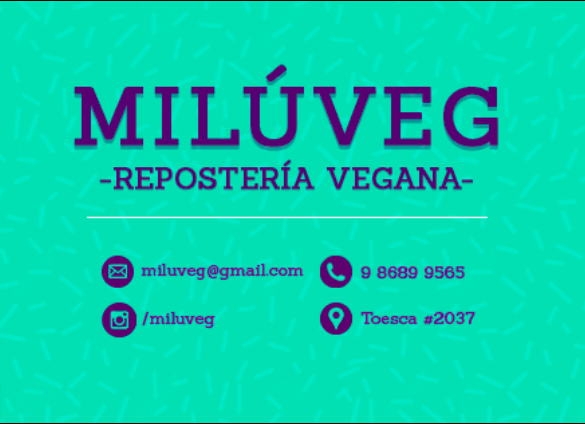 MILÚVEG
-REPOSTERÍA VEGANA-
miluveg@gmail.com
9 8689 9565
/miluveg
Toesca #2037